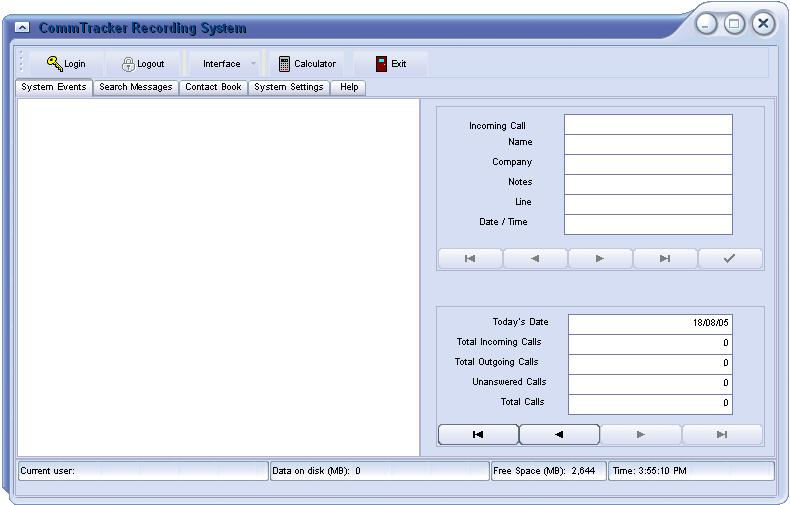 CommTracker Recording System
Login Logout Interface Calculator Exit
System Events Search Messages Contact Book System Settings Help
Incoming Call
Name
Company
Notes
Line
Date / Time
Today's Date 18/08/05
Total Incoming Calls 0
Total Outgoing Calls 0
Unanswered Calls 0
Total Calls 0
Current user: Data on disk (MB): 0 Free Space (MB): 2,644 Time: 3:55:10 PM